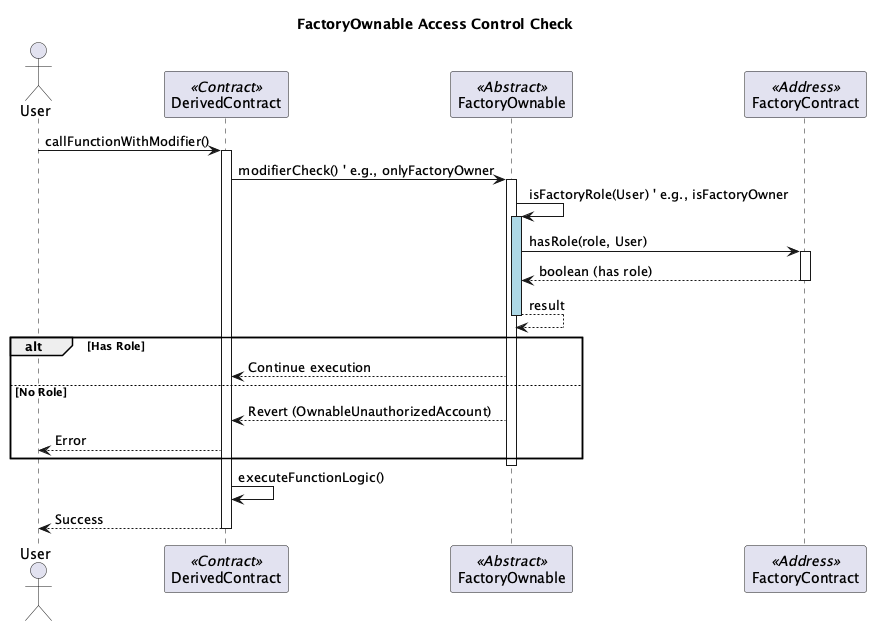 FactoryOwnable Access Control Check
User
«Contract»
DerivedContract
«Abstract»
FactoryOwnable
«Address»
FactoryContract
callFunctionWithModifier()
modifierCheck() ' e.g., onlyFactoryOwner
isFactoryRole(User) ' e.g., isFactoryOwner
hasRole(role, User)
boolean (has role)
result
alt [Has Role]
Continue execution
[No Role]
Revert (OwnableUnauthorizedAccount)
Error
executeFunctionLogic()
Success
User
«Contract»
DerivedContract
«Abstract»
FactoryOwnable
«Address»
FactoryContract